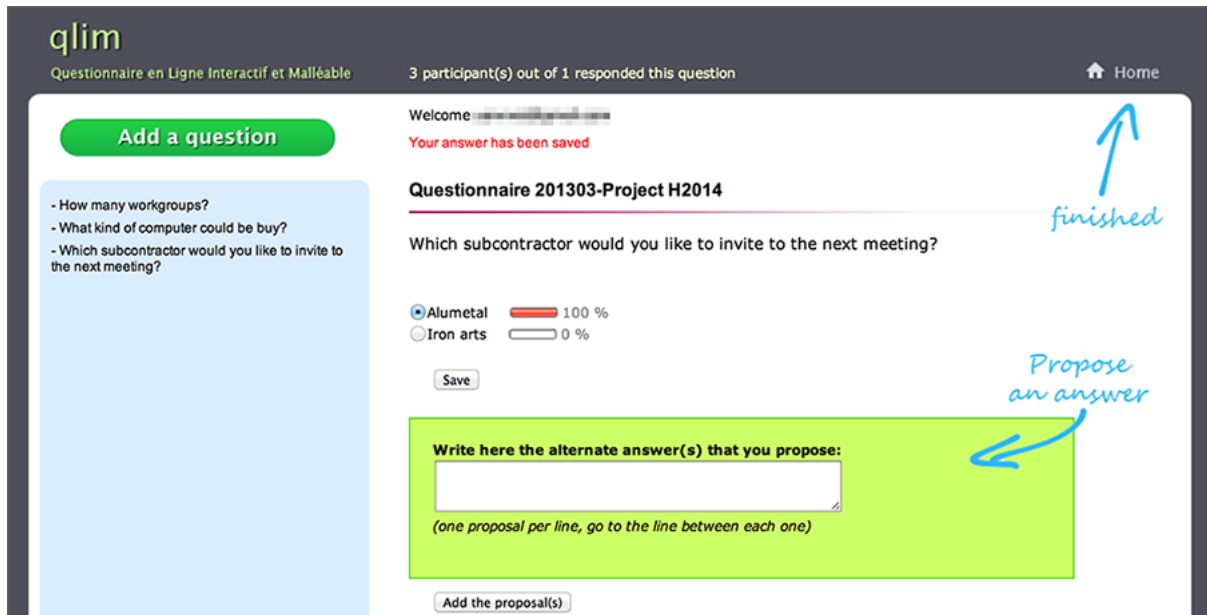 qlim
Questionnaire en Ligne Interactif et Malléable
3 participant(s) out of 1 responded this question
Home
Add a question
- How many workgroups?
- What kind of computer could be buy?
- Which subcontractor would you like to invite to
the next meeting?
Welcome
Your answer has been saved
Questionnaire 201303-Project H2014
finished
Which subcontractor would you like to invite to the next meeting?
Alumetal 100 %
Iron arts 0 %
Save
Propose
an answer
Write here the alternate answer(s) that you propose:
(one proposal per line, go to the line between each one)
Add the proposal(s)